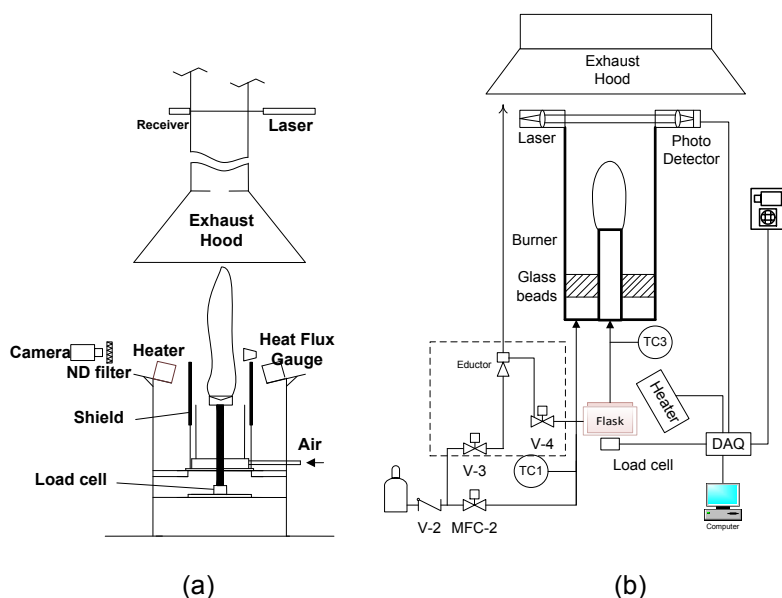 Receiver
Laser
Exhaust
Hood
Camera
ND filter
Heater
Heat Flux
Gauge
Shield
Air
Load cell
(a)
Exhaust
Hood
Laser
Photo
Detector
Burner
Glass
beads
TC3
Eductor
Heater
Flask
V-4
V-3
Load cell
DAQ
TC1
V-2
MFC-2
Computer
(b)